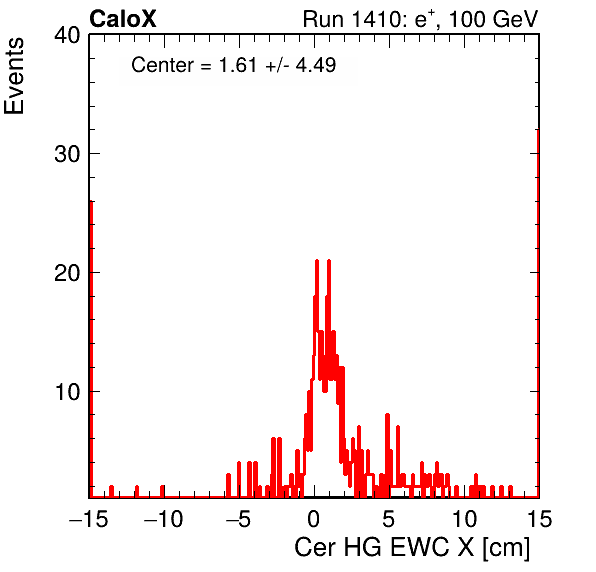 CaloX
Run 1410: e+, 100 GeV
Events
Center = 1.61 +/- 4.49
40
30
20
10
−15 −10 −5 0 5 10 15
Cer HG EWC X [cm]